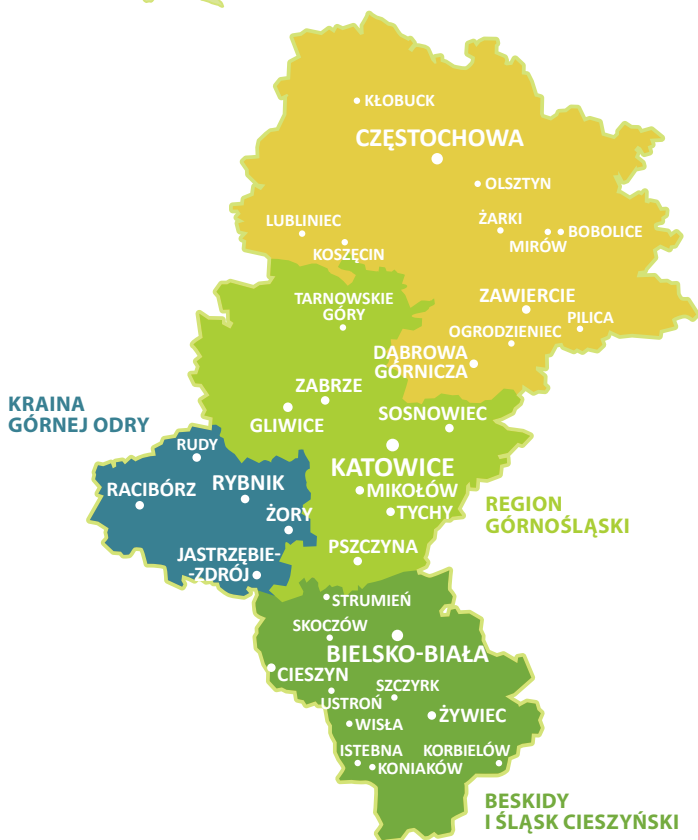 KŁOBUCK
CZĘSTOCHOWA
OLSZTYN
LUBLINIEC
ŻARKI
MIRÓW
BOBOLICE
KOSZĘCIN
TARNOWSKIE
GÓRY
ZAWIERCIE
PILICA
OGRODZIENIEC
DĄBROWA
GÓRNICZA
ZABRZE
GLIWICE
SOSNOWIEC
KRAINA
GÓRNEJ ODRY
RUDY
KATOWICE
RACIBÓRZ
RYBNIK
MIKOŁÓW
TYCHY
ŻORY
REGION
GÓRNOŚLĄSKI
JASTRZĘBIE-
-ZDRÓJ
PSZCZYNA
STRUMIEŃ
SKOCZÓW
BIELSKO-BIAŁA
CIESZYN
SZCZYRK
USTROŃ
WISŁA
ŻYWIEC
ISTEBNA
KORBIELÓW
KONIAKÓW
BESKIDY
I ŚLĄSK CIESZYŃSKI